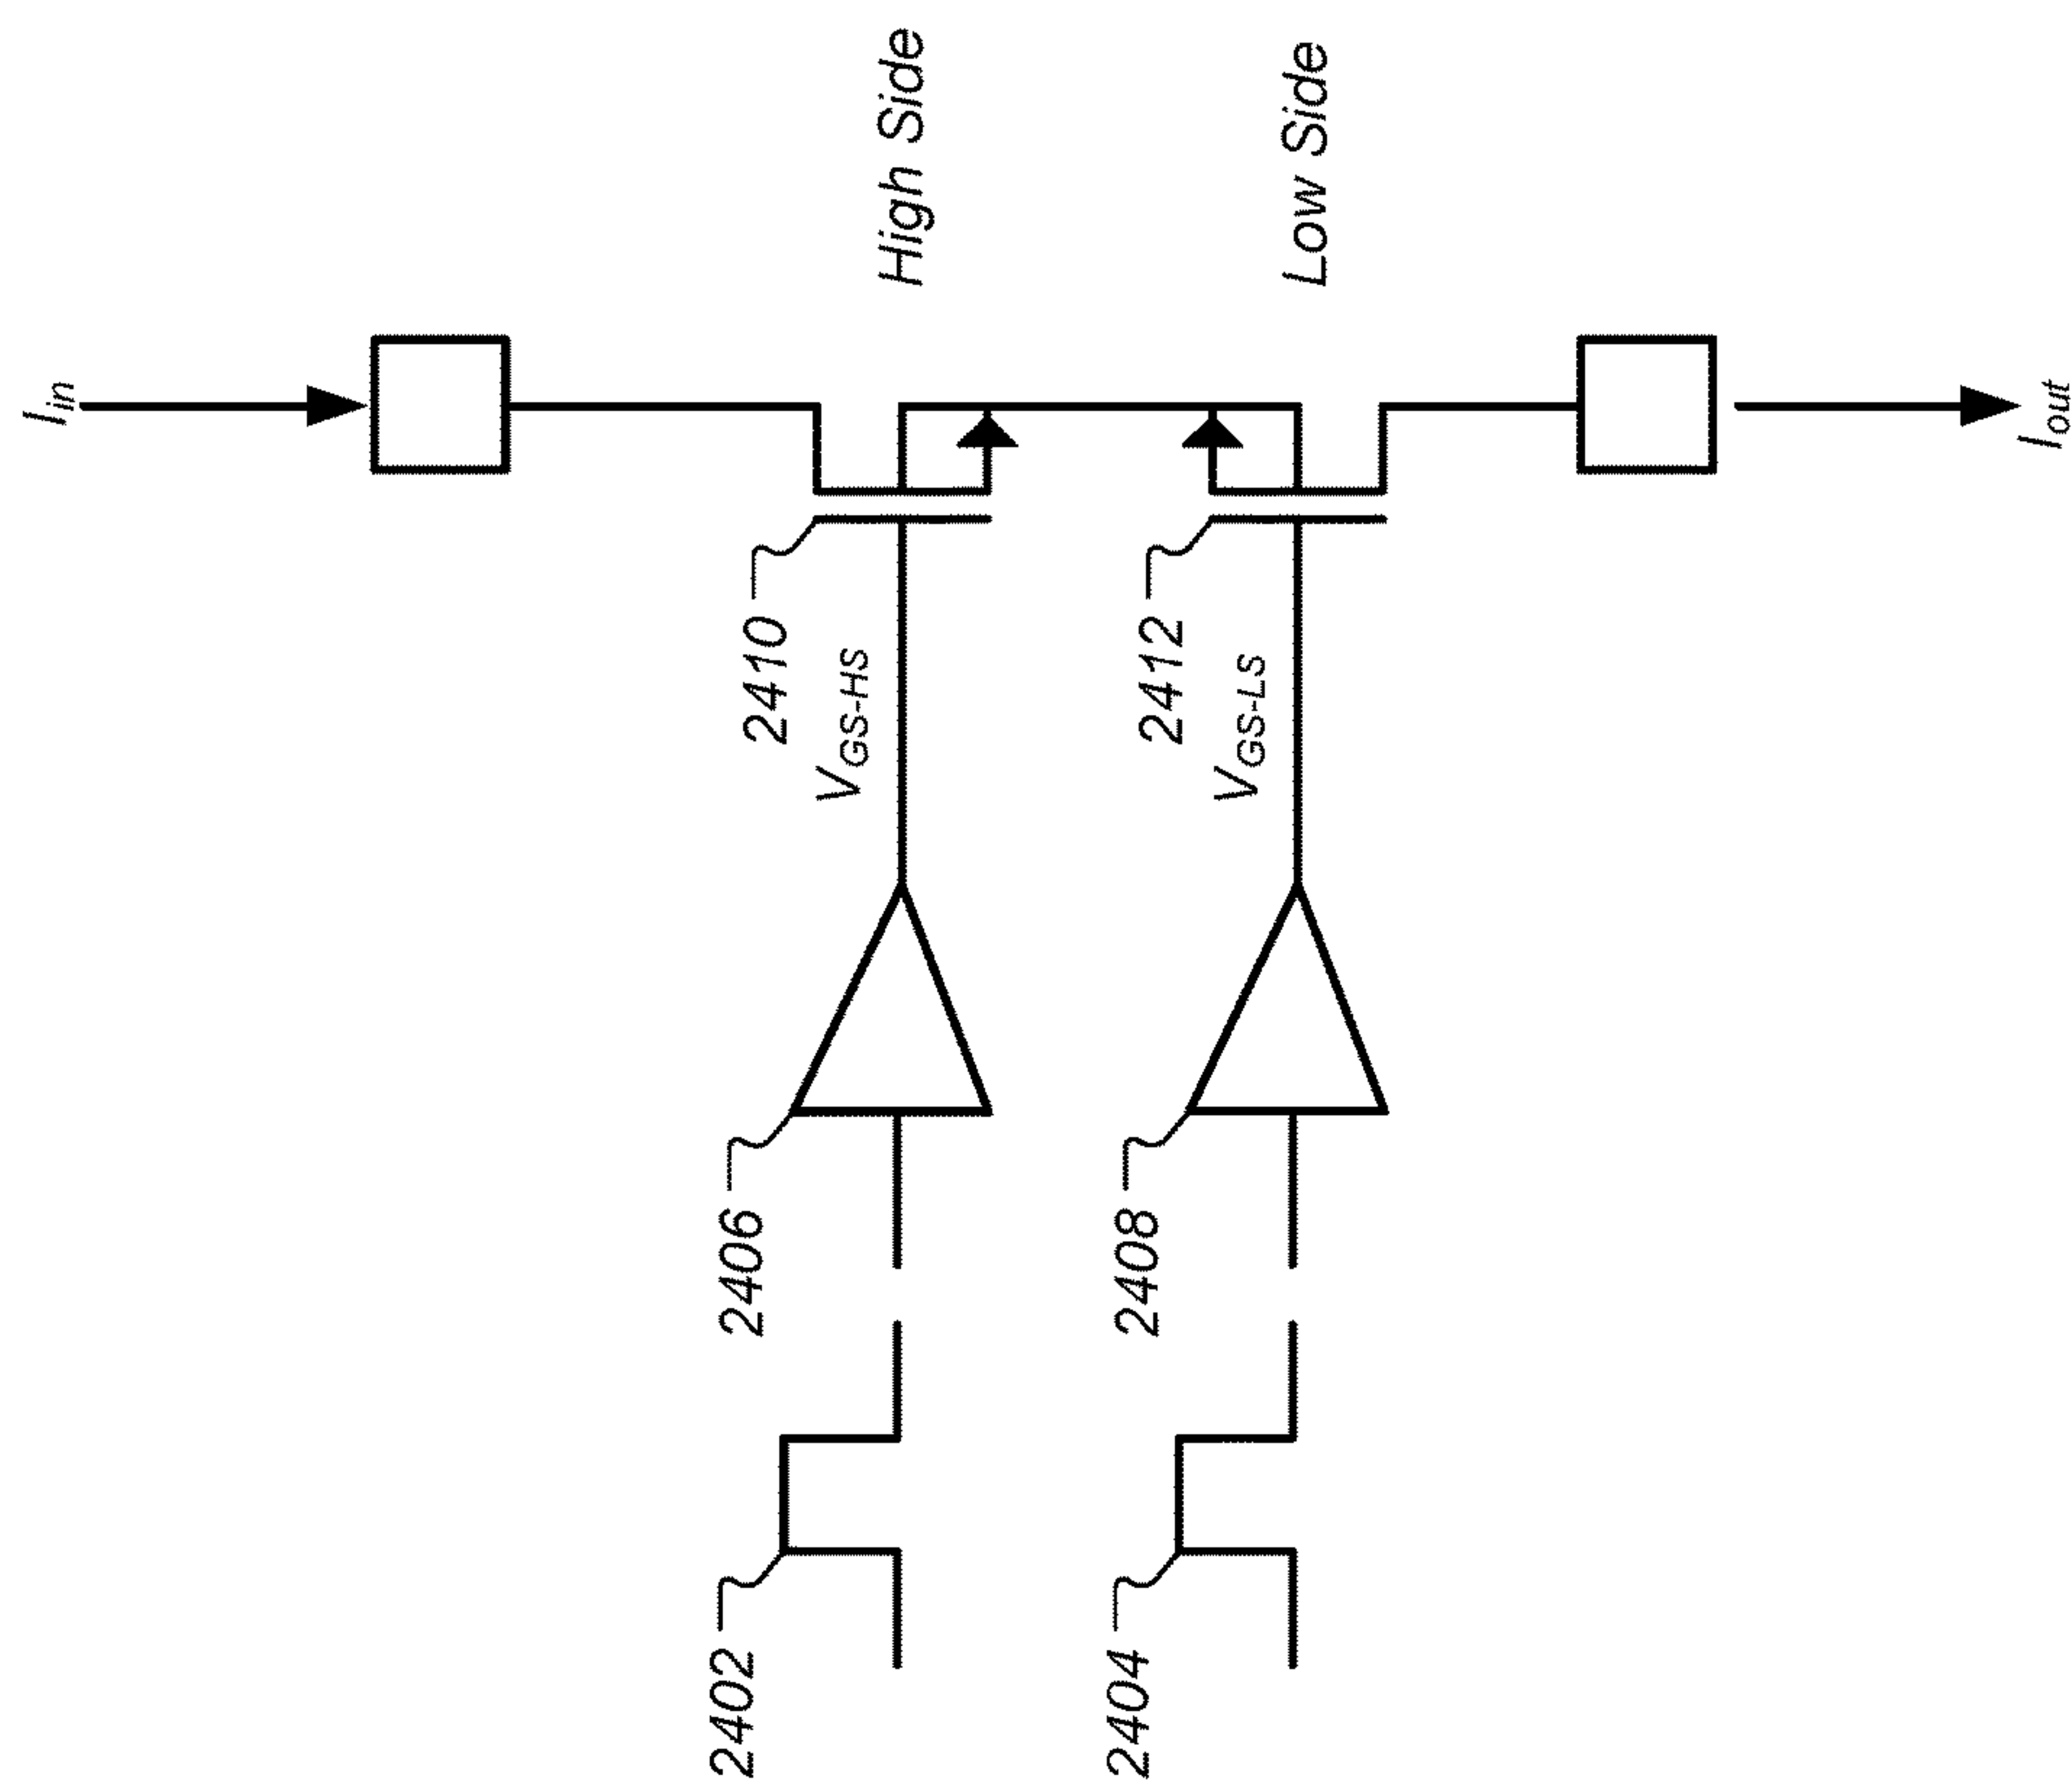 I_in
High Side
Low Side
I_out
2410
V_GS-HS
2412
V_GS-LS
2406
2408
2402
2404